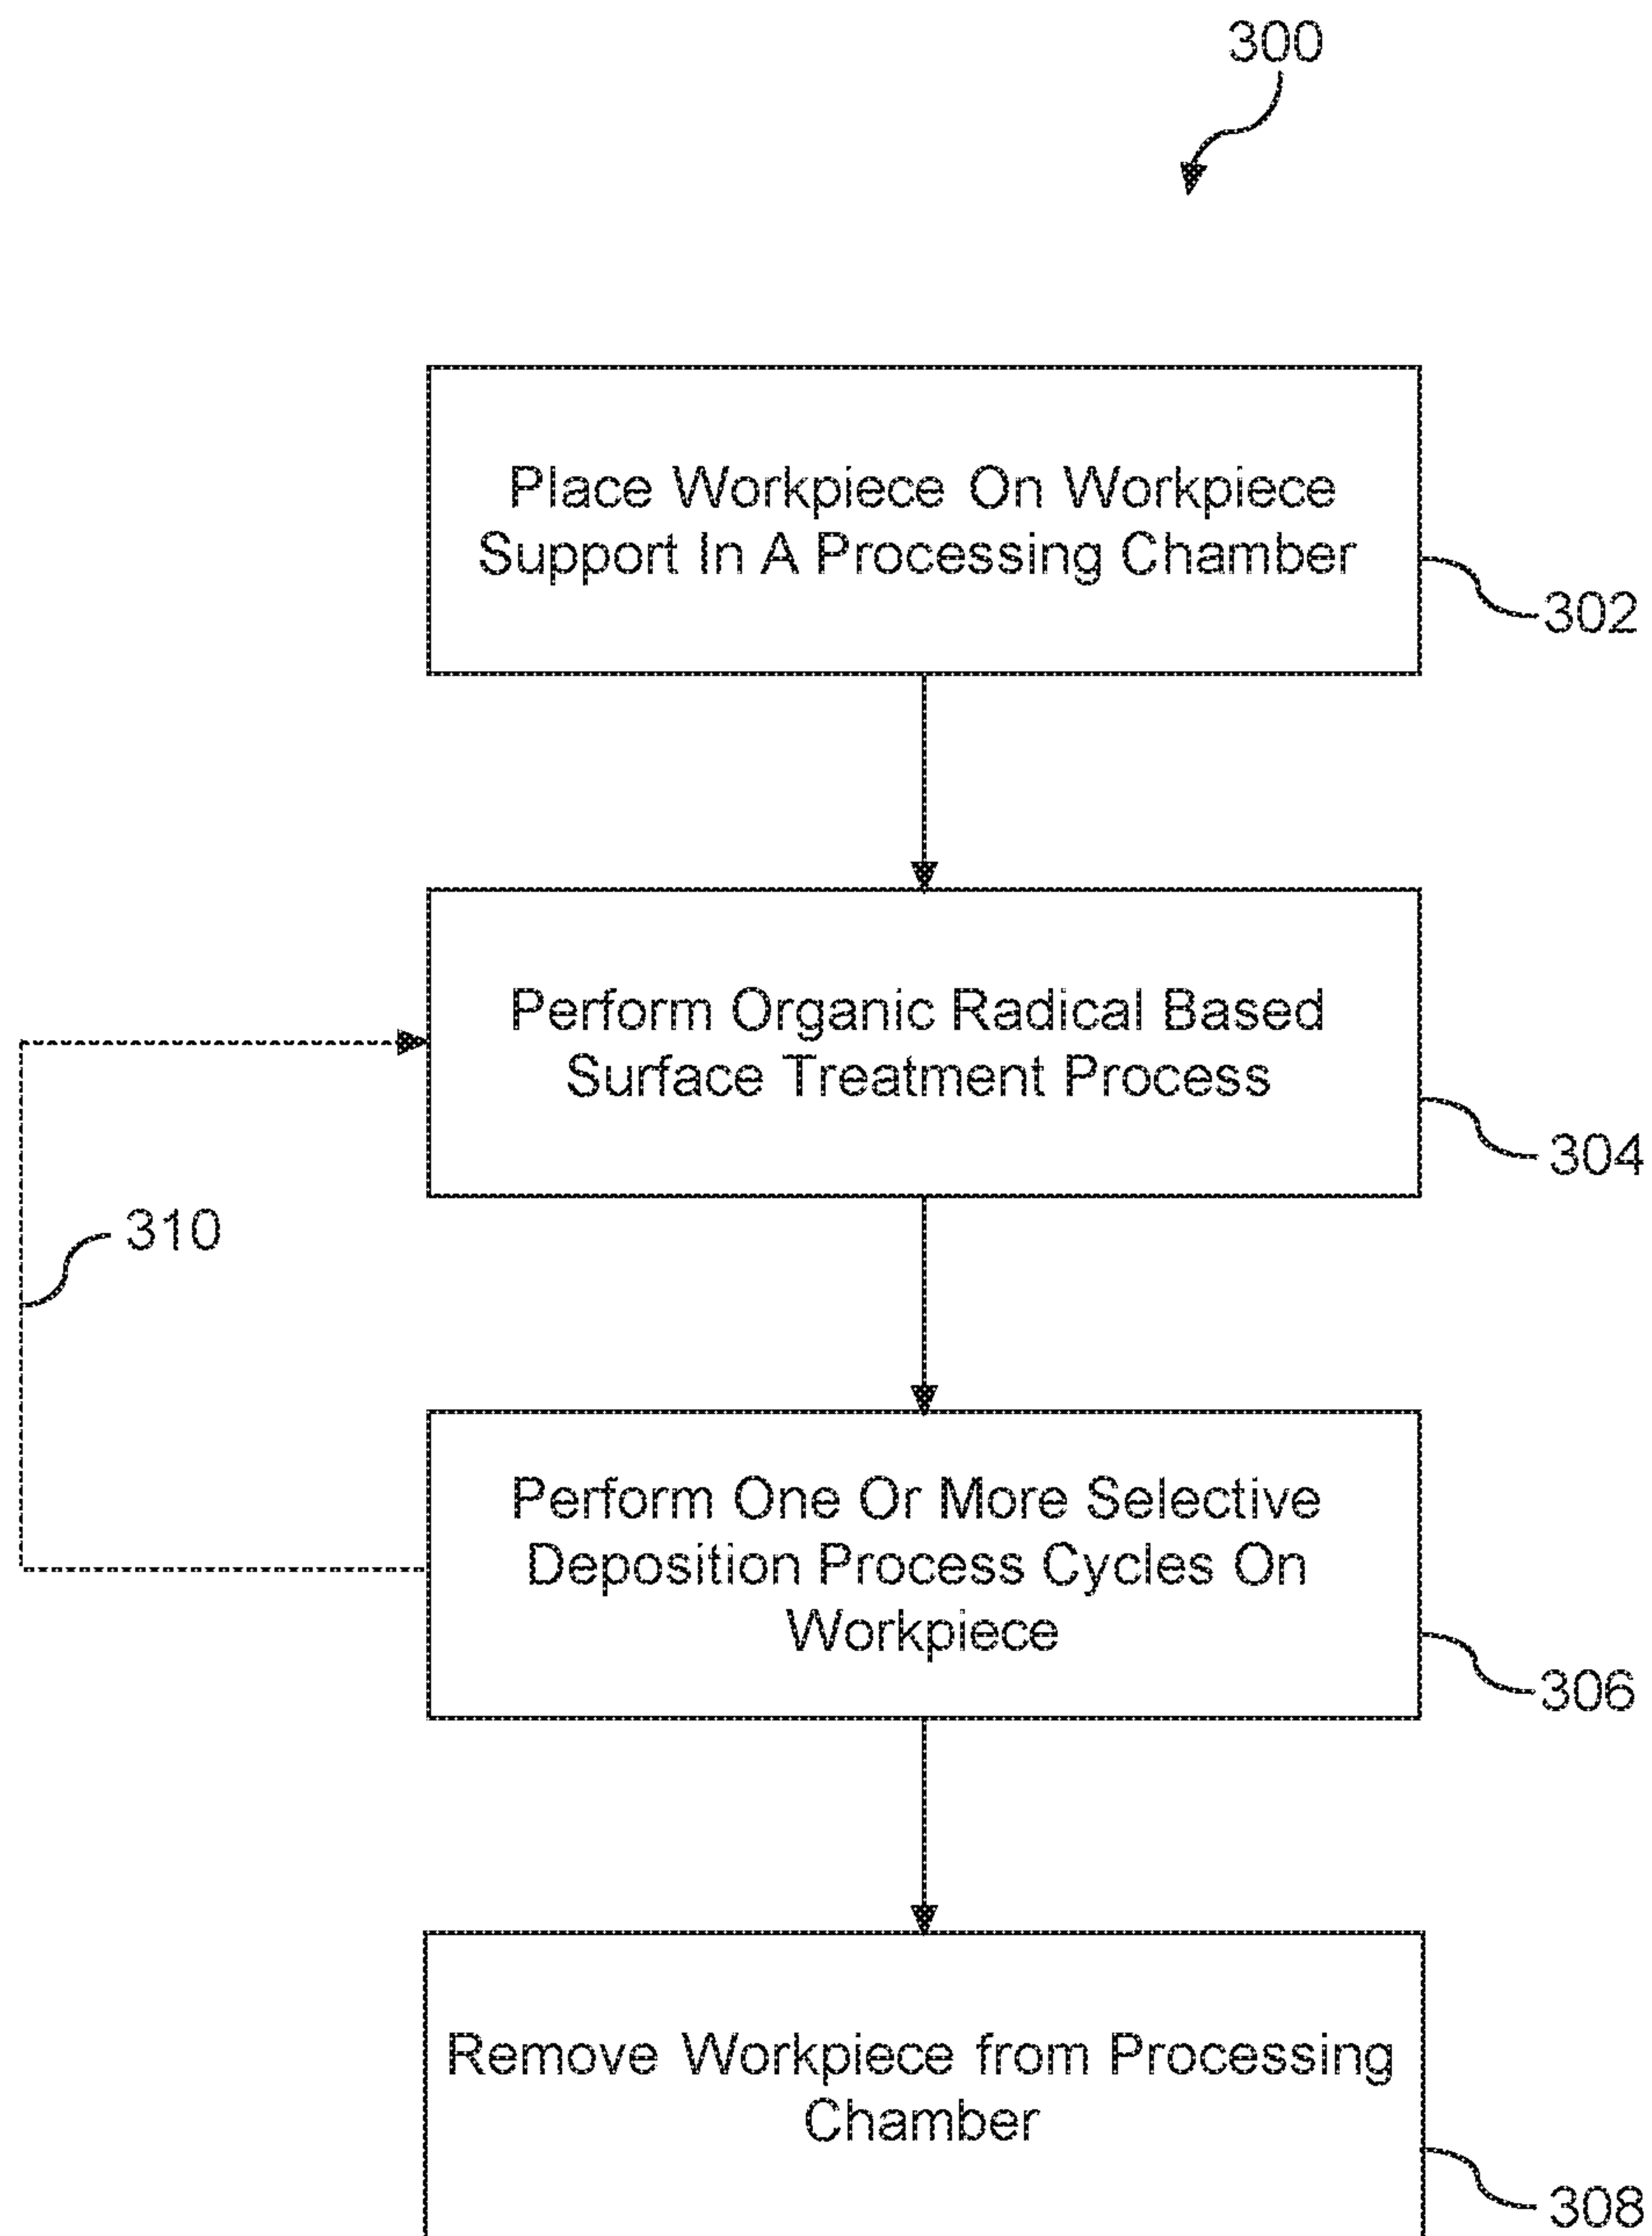 300
Place Workpiece On Workpiece
Support In A Processing Chamber
302
Perform Organic Radical Based
Surface Treatment Process
304
310
Perform One Or More Selective
Deposition Process Cycles On
Workpiece
306
Remove Workpiece from Processing
Chamber
308